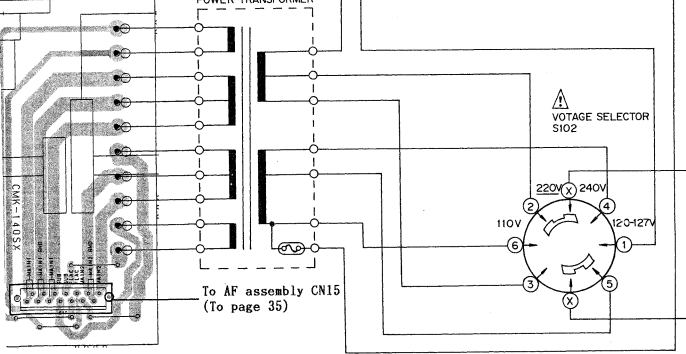 POWER TRANSFORMER
VOTAGE SELECTOR
S102
220V X 240V
2 4
110V 120-127V
6 1
3 5
X
CMK-140SX
To AF assembly CN15
(To page 35)